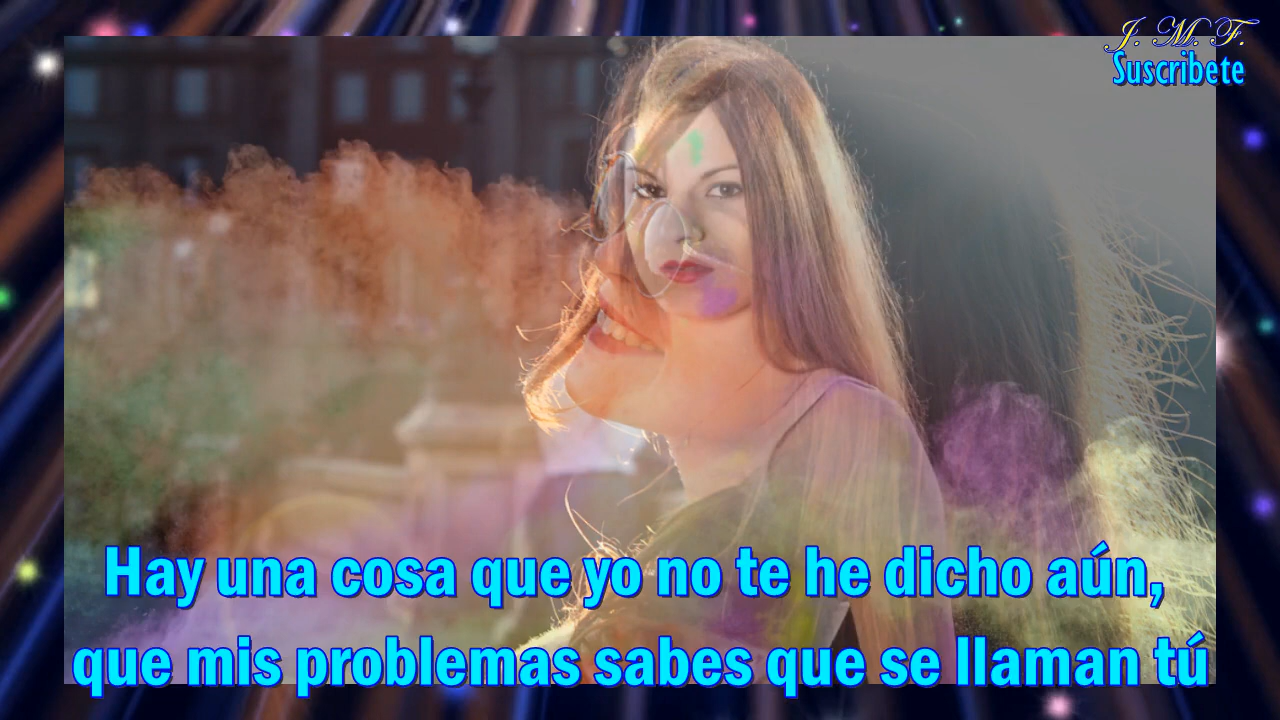 J. M. F.
Suscribete
Hay una cosa que yo no te he dicho aún,
que mis problemas sabes que se llaman tú